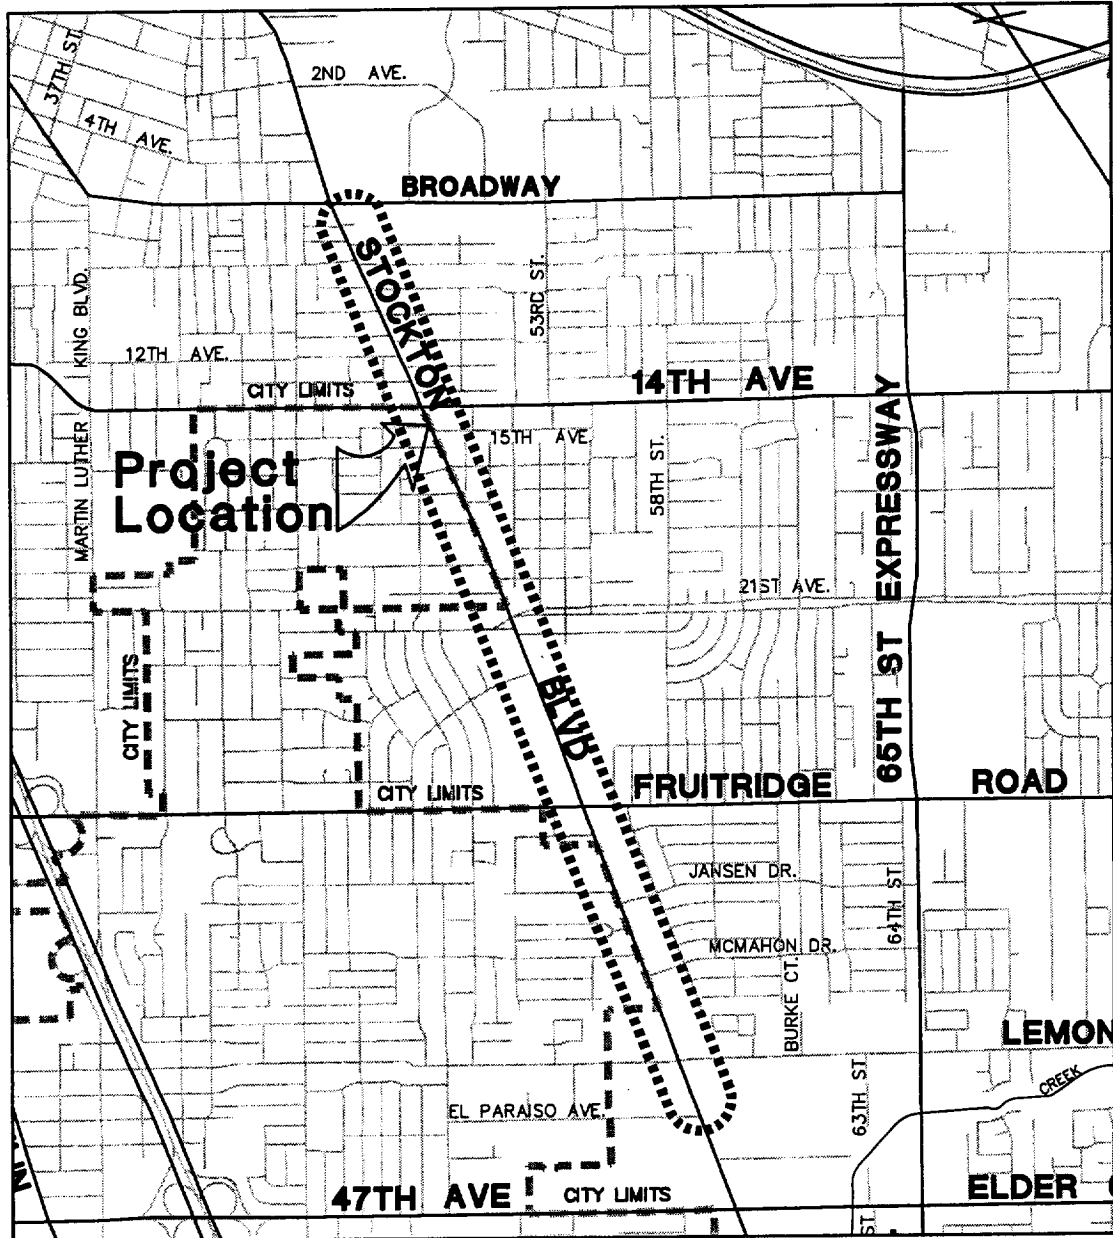 37TH ST.
2ND AVE.
4TH AVE.
BROADWAY
STOCKTON
53RD ST.
KING BLVD.
12TH AVE.
CITY LIMITS
14TH AVE
MARTIN LUTHER
15TH AVE.
58TH ST.
EXPRESSWAY
Project
Location
21ST AVE.
CITY LIMITS
BLVD
65TH ST
CITY LIMITS
FRUITRIDGE
ROAD
JANSEN DR.
64TH ST.
MCMAHON DR.
BURKE CT.
LEMON
CREEK
EL PARAISO AVE.
63TH ST.
47TH AVE
CITY LIMITS
ELDER
ST.